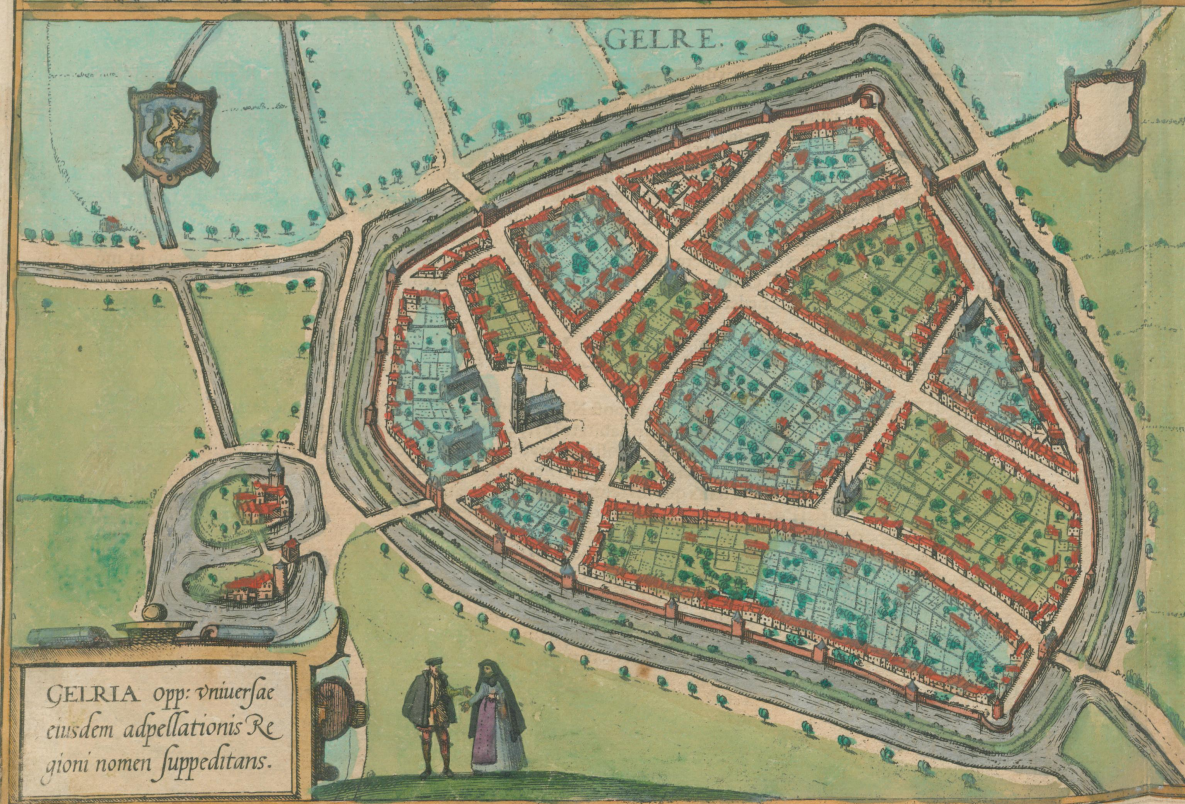 GELRE.
GELRIA opp: vniuersae
eiusdem adpellationis Re
gioni nomen suppeditans.